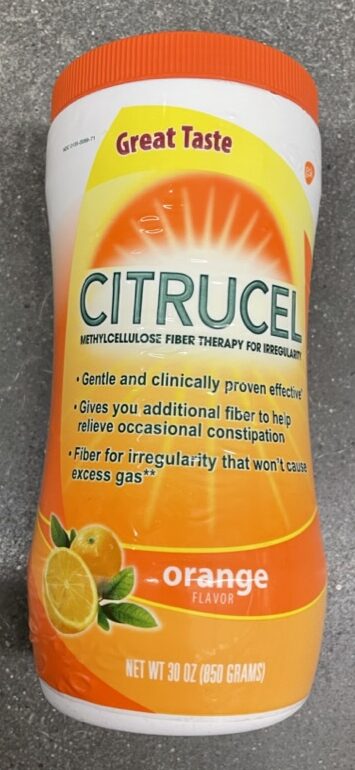 Great Taste
CITRUCEL
METHYLCELLULOSE FIBER THERAPY FOR IRREGULARITY
• Gentle and clinically proven effective*
• Gives you additional fiber to help
relieve occasional constipation
• Fiber for irregularity that won't cause
excess gas**
orange
FLAVOR
NET WT 30 OZ (850 GRAMS)